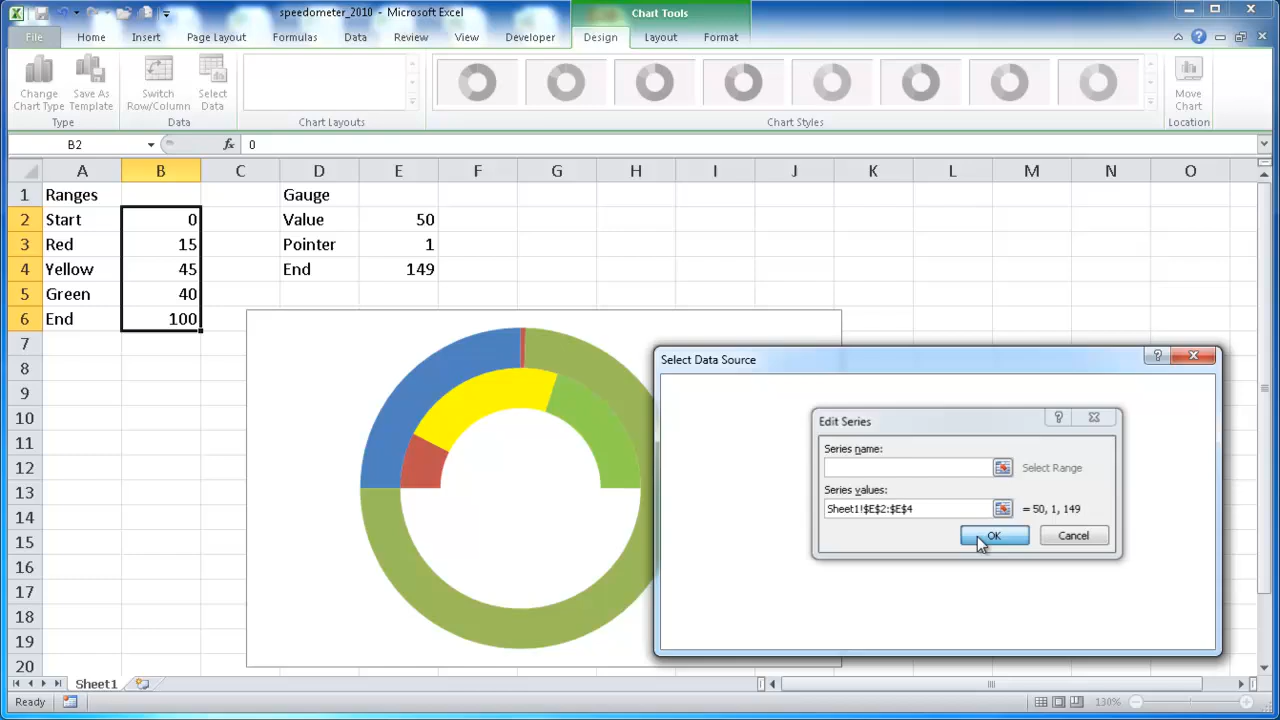 speedometer_2010 - Microsoft Excel
Chart Tools
File Home Insert Page Layout Formulas Data Review View Developer Design Layout Format
Change Chart Type
Save As Template
Switch Row/Column
Select Data
Move Chart
Type Data Chart Layouts Chart Styles Location
B2 fx 0
A B C D E F G H I J K L M N O
1 Ranges Gauge
2 Start 0 Value 50
3 Red 15 Pointer 1
4 Yellow 45 End 149
5 Green 40
6 End 100
7
8
9
10
11
12
13
14
15
16
17
18
19
20
Select Data Source
Edit Series
Series name:
Select Range
Series values:
Sheet1!$E$2:$E$4 = 50, 1, 149
OK Cancel
Sheet1
Ready 130%